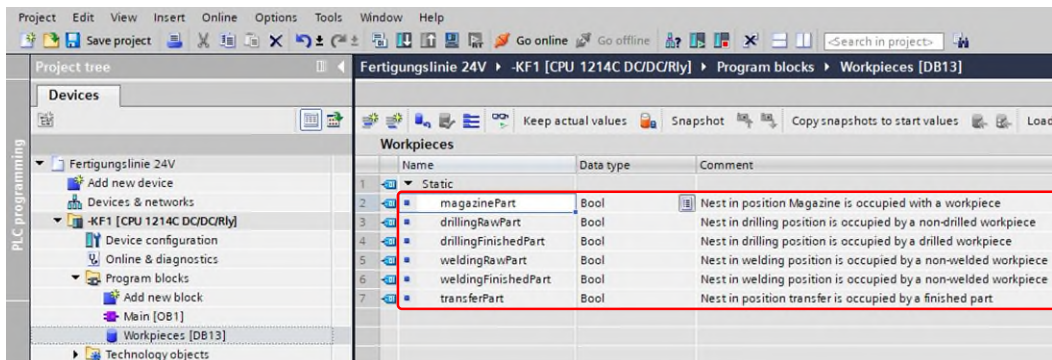 Project Edit View Insert Online Options Tools Window Help
Save project Go online Go offline <Search in project>
Project tree
Fertigungslinie 24V ▸ -KF1 [CPU 1214C DC/DC/Rly] ▸ Program blocks ▸ Workpieces [DB13]
Devices
Keep actual values Snapshot Copy snapshots to start values Load
Workpieces
Name Data type Comment
1 Static
2 magazinePart Bool Nest in position Magazine is occupied with a workpiece
3 drillingRawPart Bool Nest in drilling position is occupied by a non-drilled workpiece
4 drillingFinishedPart Bool Nest in drilling position is occupied by a drilled workpiece
5 weldingRawPart Bool Nest in welding position is occupied by a non-welded workpiece
6 weldingFinishedPart Bool Nest in welding position is occupied by a non-welded workpiece
7 transferPart Bool Nest in position transfer is occupied by a finished part
PLC programming
Fertigungslinie 24V
Add new device
Devices & networks
-KF1 [CPU 1214C DC/DC/Rly]
Device configuration
Online & diagnostics
Program blocks
Add new block
Main [OB1]
Workpieces [DB13]
Technology objects